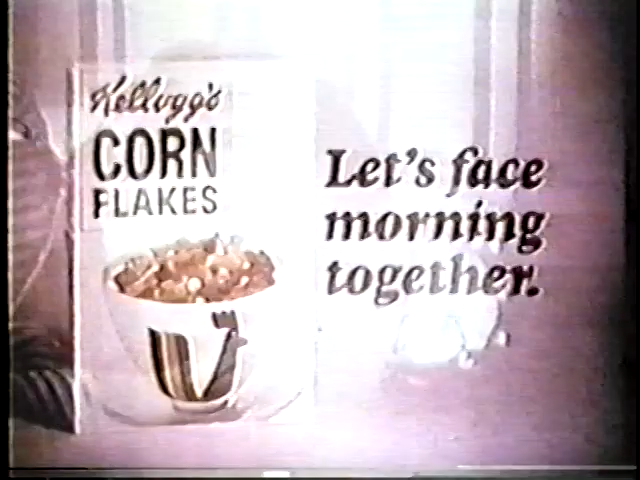 Kellogg's
CORN
FLAKES
Let's face
morning
together.